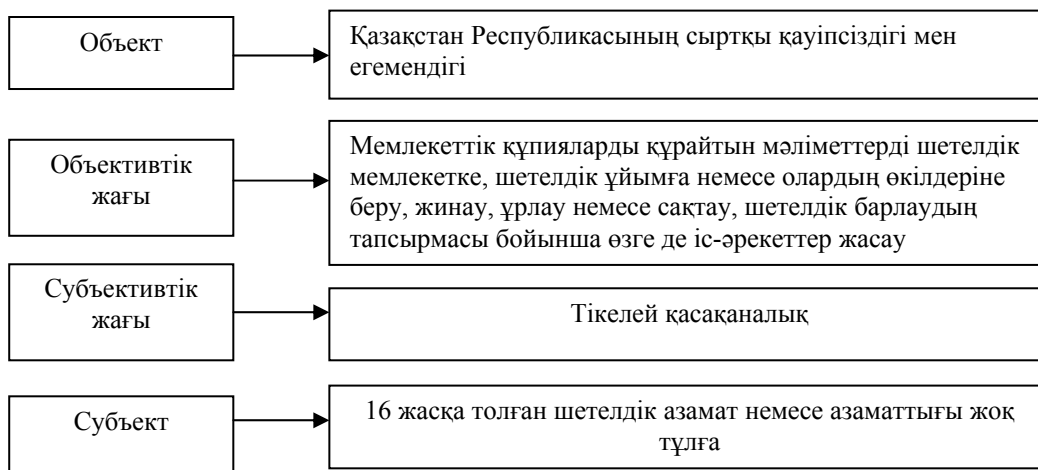 Объект
Қазақстан Республикасының сыртқы қауіпсіздігі мен
егемендігі
Объективтік
жағы
Мемлекеттік құпияларды құрайтын мәліметтерді шетелдік
мемлекетке, шетелдік ұйымға немесе олардың өкілдеріне
беру, жинау, ұрлау немесе сақтау, шетелдік барлаудың
тапсырмасы бойынша өзге де іс-әрекеттер жасау
Субъективтік
жағы
Тікелей қасақаналық
Субъект
16 жасқа толған шетелдік азамат немесе азаматтығы жоқ
тұлға